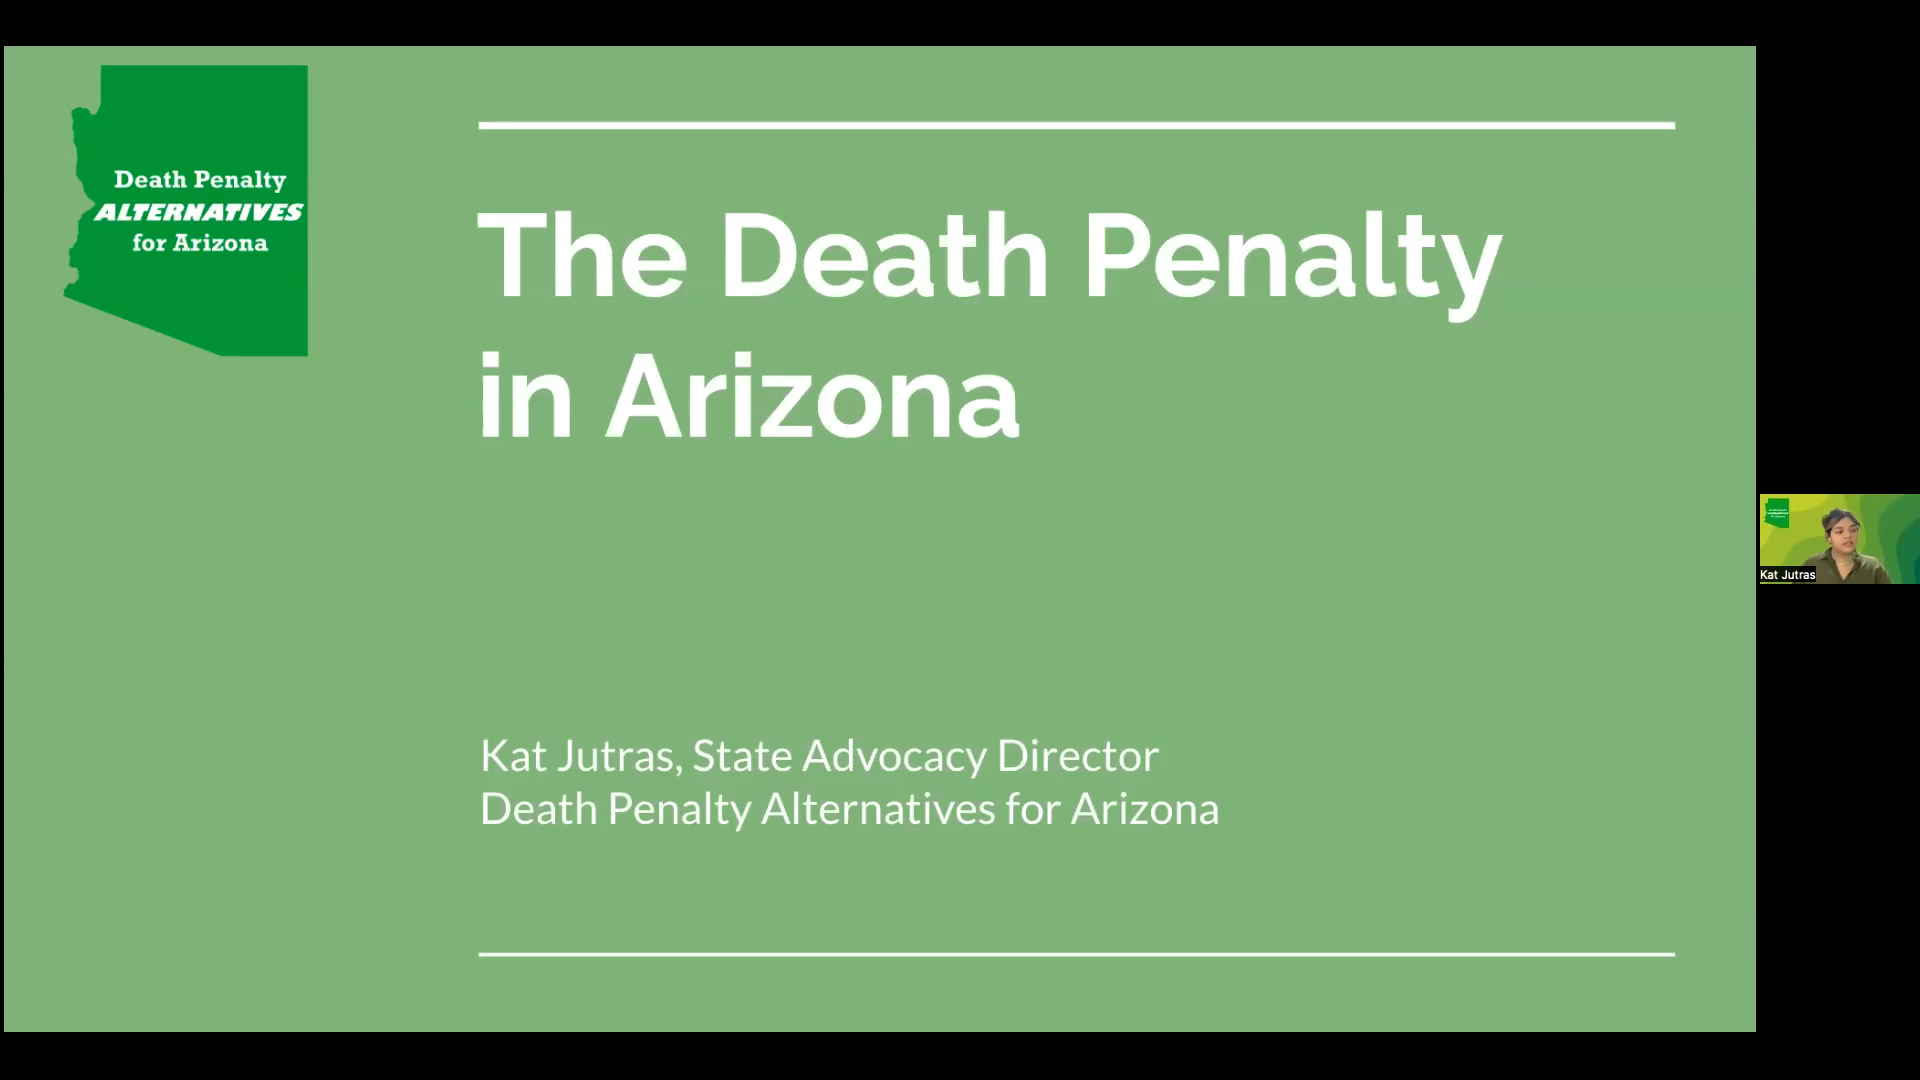 Death Penalty
ALTERNATIVES
for Arizona
The Death Penalty
in Arizona
Kat Jutras, State Advocacy Director
Death Penalty Alternatives for Arizona
Kat Jutras